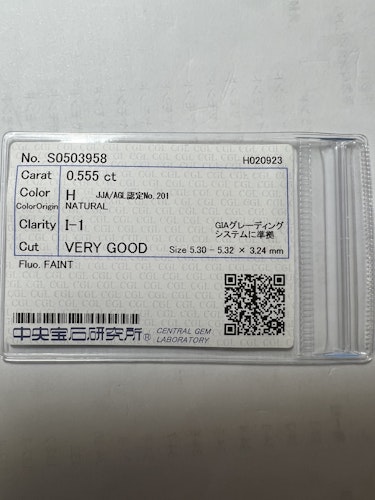 No. S0503958 H020923
Carat 0.555 ct
Color H JJA/AGL認定No.201
ColorOrigin NATURAL
Clarity I-1 GIAグレーディング
システムに準拠
Cut VERY GOOD Size 5.30 - 5.32 × 3.24 mm
Fluo. FAINT
中央宝石研究所® CENTRAL GEM
LABORATORY